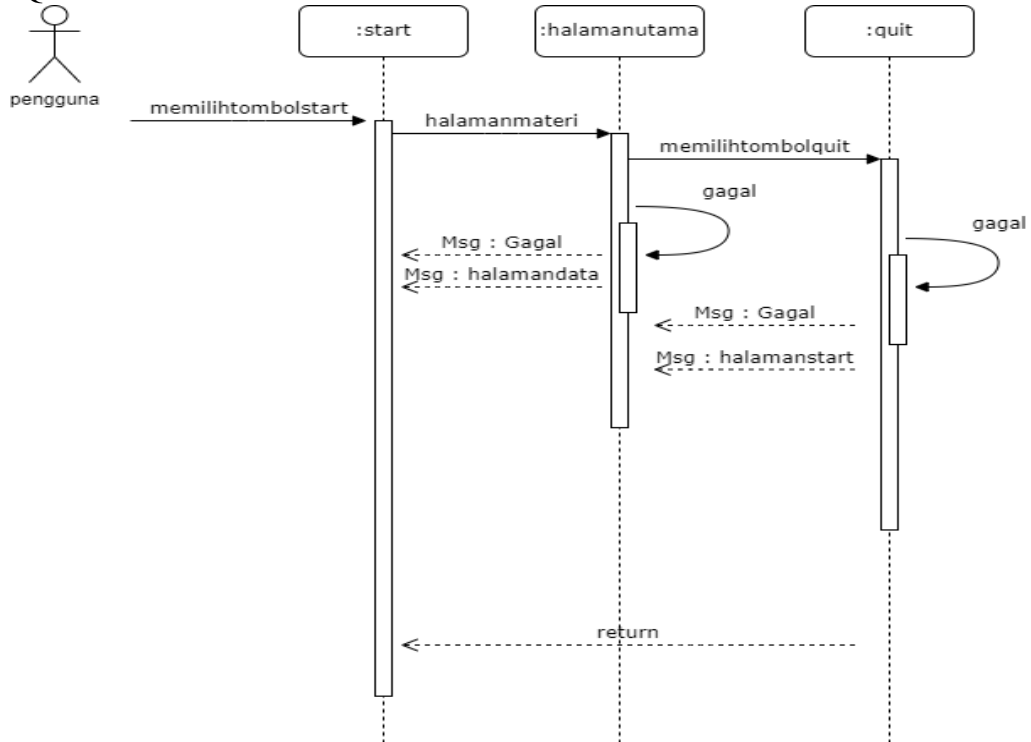 :start
:halamanutama
:quit
pengguna
memilihtombolstart
halamanmateri
memilihtombolquit
gagal
gagal
Msg : Gagal
Msg : halamandata
Msg : Gagal
Msg : halamanstart
return